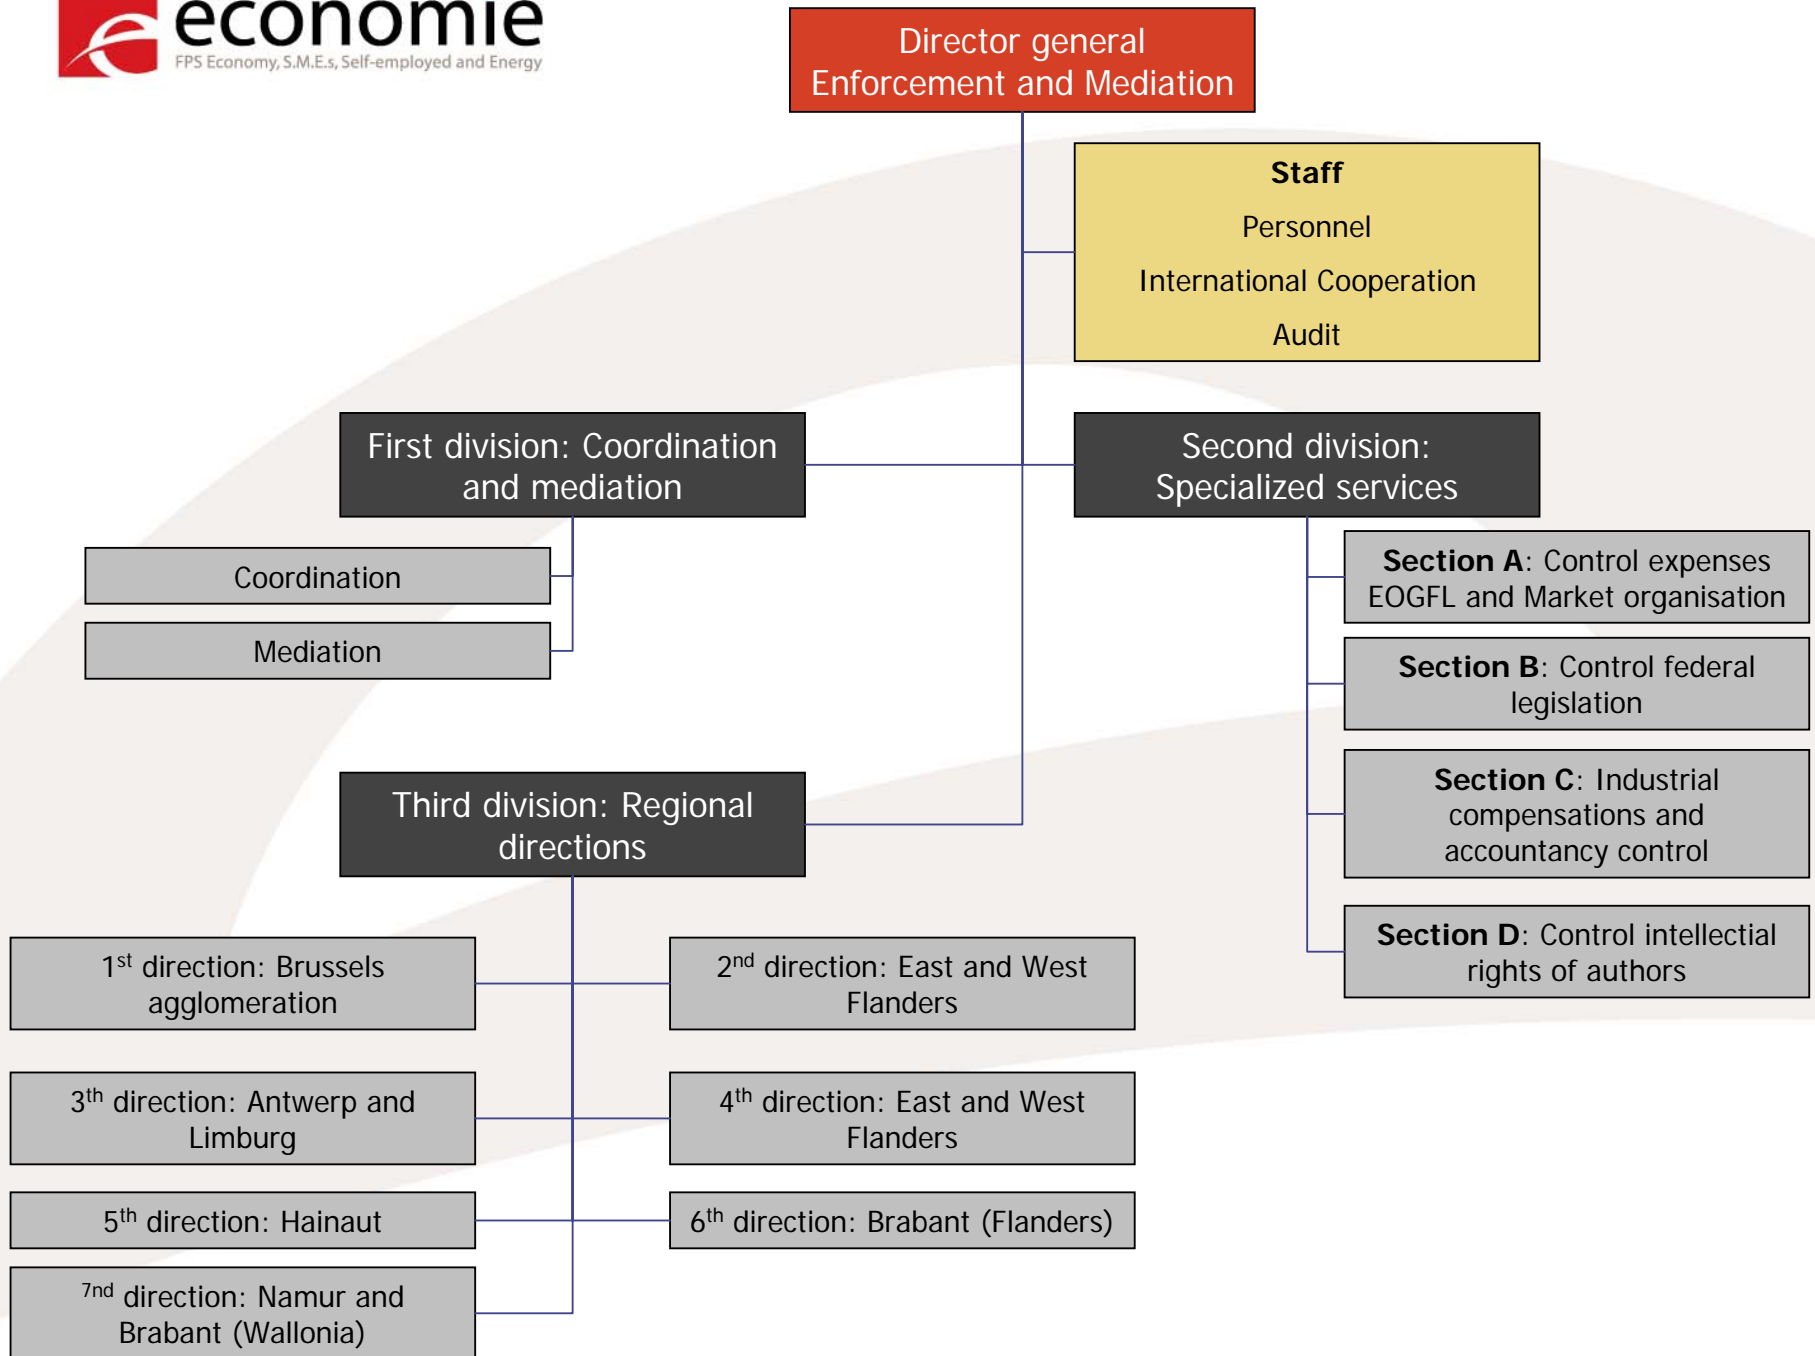 economie
FPS Economy, S.M.E.s, Self-employed and Energy
Director general
Enforcement and Mediation
Staff
Personnel
International Cooperation
Audit
First division: Coordination
and mediation
Second division:
Specialized services
Coordination
Mediation
Section A: Control expenses
EOGFL and Market organisation
Section B: Control federal
legislation
Section C: Industrial
compensations and
accountancy control
Section D: Control intellectial
rights of authors
Third division: Regional
directions
1st direction: Brussels
agglomeration
2nd direction: East and West
Flanders
3th direction: Antwerp and
Limburg
4th direction: East and West
Flanders
5th direction: Hainaut
6th direction: Brabant (Flanders)
7nd direction: Namur and
Brabant (Wallonia)